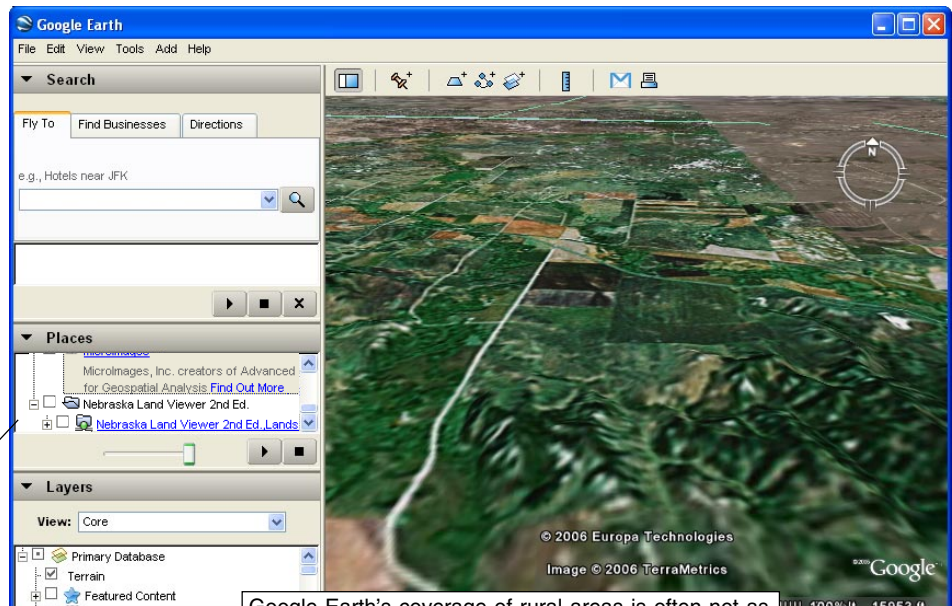 Google Earth
File Edit View Tools Add Help
Search
Fly To Find Businesses Directions
e.g., Hotels near JFK
N
Places
MicroImages
MicroImages, Inc. creators of Advanced
for Geospatial Analysis Find Out More
Nebraska Land Viewer 2nd Ed.
Nebraska Land Viewer 2nd Ed.,Lands
Layers
View: Core
Primary Database
Terrain
Featured Content
© 2006 Europa Technologies
Image © 2006 TerraMetrics
Google
Google Earth's coverage of rural areas is often not as
100%